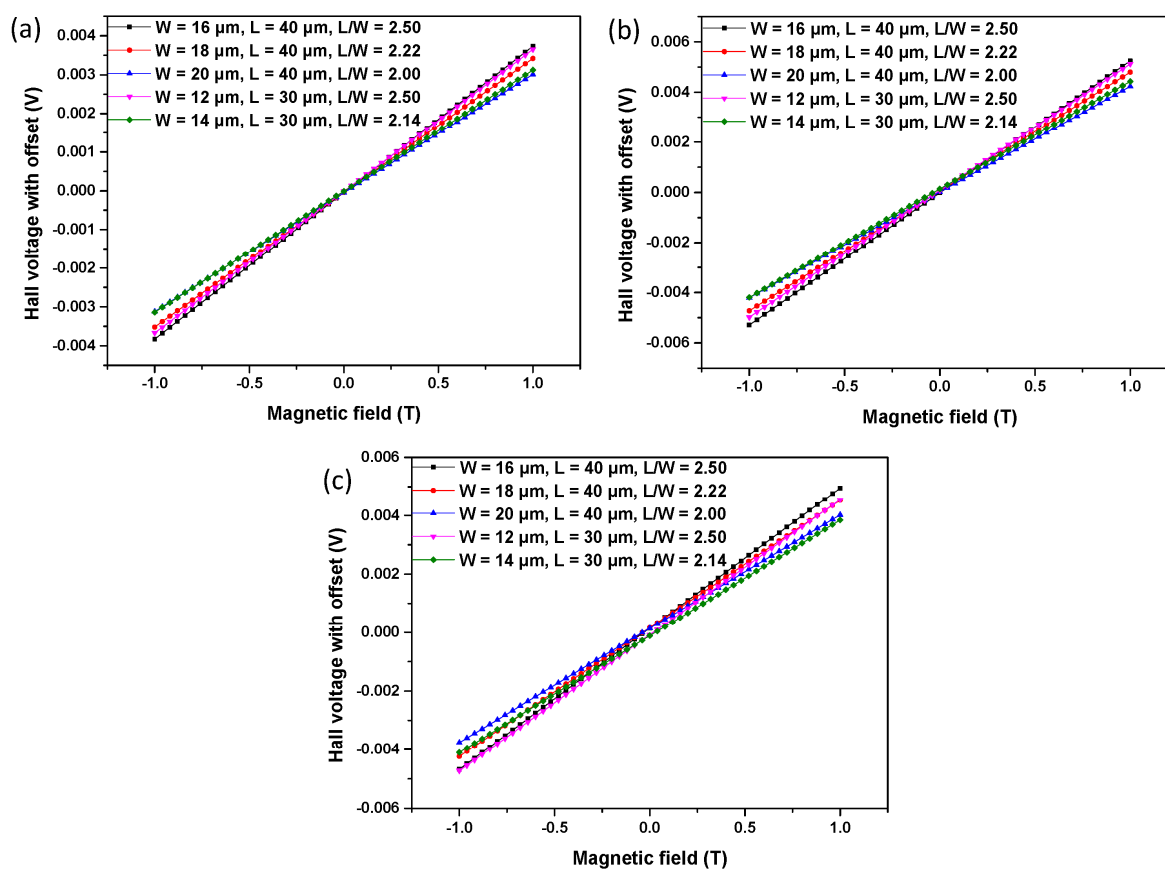 (a)
W = 16 µm, L = 40 µm, L/W = 2.50
W = 18 µm, L = 40 µm, L/W = 2.22
W = 20 µm, L = 40 µm, L/W = 2.00
W = 12 µm, L = 30 µm, L/W = 2.50
W = 14 µm, L = 30 µm, L/W = 2.14
Hall voltage with offset (V)
0.004
0.003
0.002
0.001
0.000
-0.001
-0.002
-0.003
-0.004
-1.0
-0.5
0.0
0.5
1.0
Magnetic field (T)
(b)
W = 16 µm, L = 40 µm, L/W = 2.50
W = 18 µm, L = 40 µm, L/W = 2.22
W = 20 µm, L = 40 µm, L/W = 2.00
W = 12 µm, L = 30 µm, L/W = 2.50
W = 14 µm, L = 30 µm, L/W = 2.14
Hall voltage with offset (V)
0.006
0.004
0.002
0.000
-0.002
-0.004
-0.006
-1.0
-0.5
0.0
0.5
1.0
Magnetic field (T)
(c)
W = 16 µm, L = 40 µm, L/W = 2.50
W = 18 µm, L = 40 µm, L/W = 2.22
W = 20 µm, L = 40 µm, L/W = 2.00
W = 12 µm, L = 30 µm, L/W = 2.50
W = 14 µm, L = 30 µm, L/W = 2.14
Hall voltage with offset (V)
0.006
0.004
0.002
0.000
-0.002
-0.004
-0.006
-1.0
-0.5
0.0
0.5
1.0
Magnetic field (T)